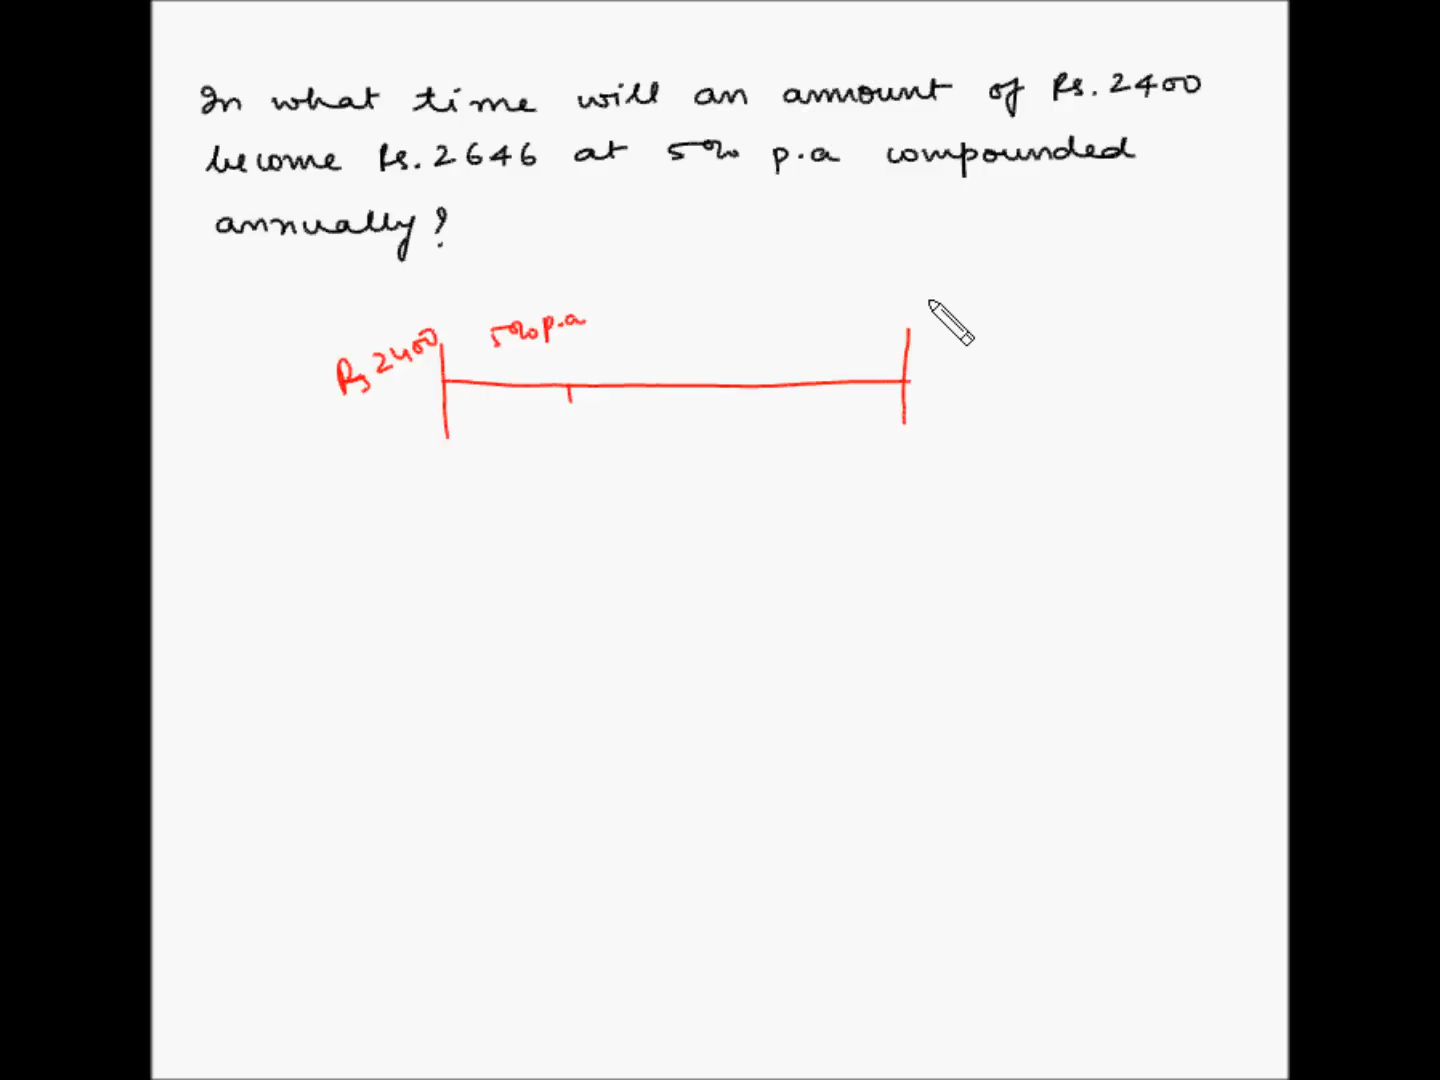 In what time will an amount of Rs. 2400
become Rs. 2646 at 5% p.a compounded
annually?
Rs 2400 5% p.a